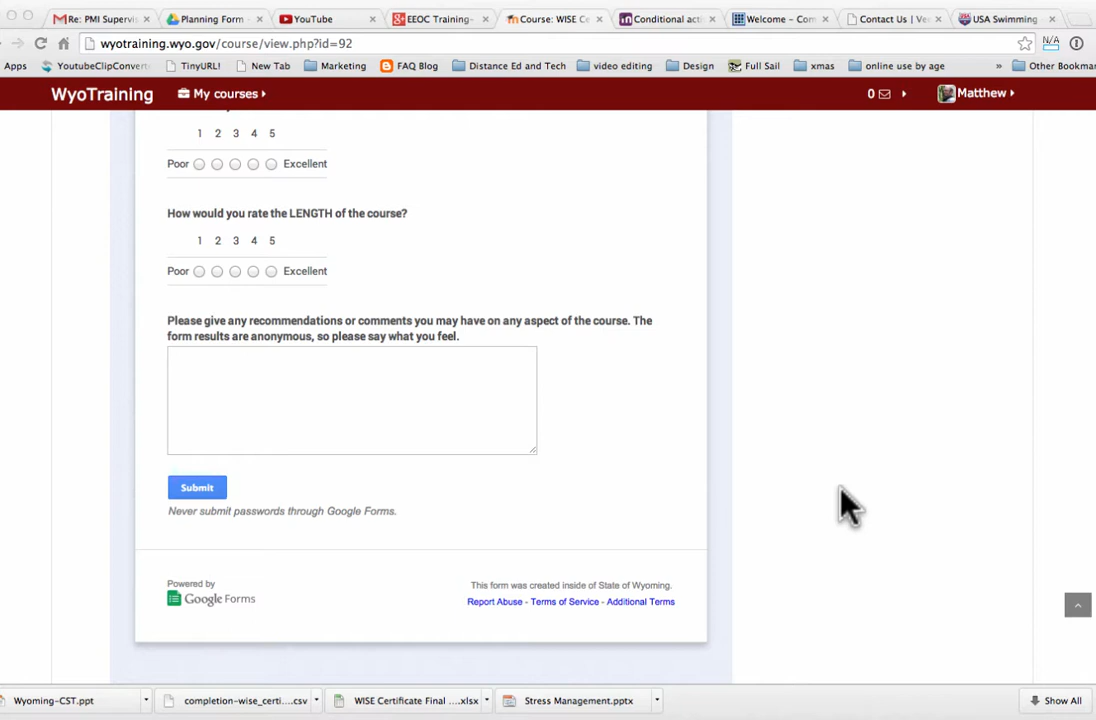 Re: PMI Supervis
Planning Form -
YouTube
EEOC Training-
Course: WISE Ce
Conditional acti
Welcome - Com
Contact Us | Ve
USA Swimming
wyotraining.wyo.gov/course/view.php?id=92
N/A
Apps
YoutubeClipConvert
TinyURL!
New Tab
Marketing
FAQ Blog
Distance Ed and Tech
video editing
Design
Full Sail
xmas
online use by age
»
Other Bookma
WyoTraining
My courses
0
Matthew
1 2 3 4 5
Poor Excellent
How would you rate the LENGTH of the course?
1 2 3 4 5
Poor Excellent
Please give any recommendations or comments you may have on any aspect of the course. The
form results are anonymous, so please say what you feel.
Submit
Never submit passwords through Google Forms.
Powered by
Google Forms
This form was created inside of State of Wyoming.
Report Abuse - Terms of Service - Additional Terms
Wyoming-CST.ppt
completion-wise_certi....csv
WISE Certificate Final ....xlsx
Stress Management.pptx
Show All